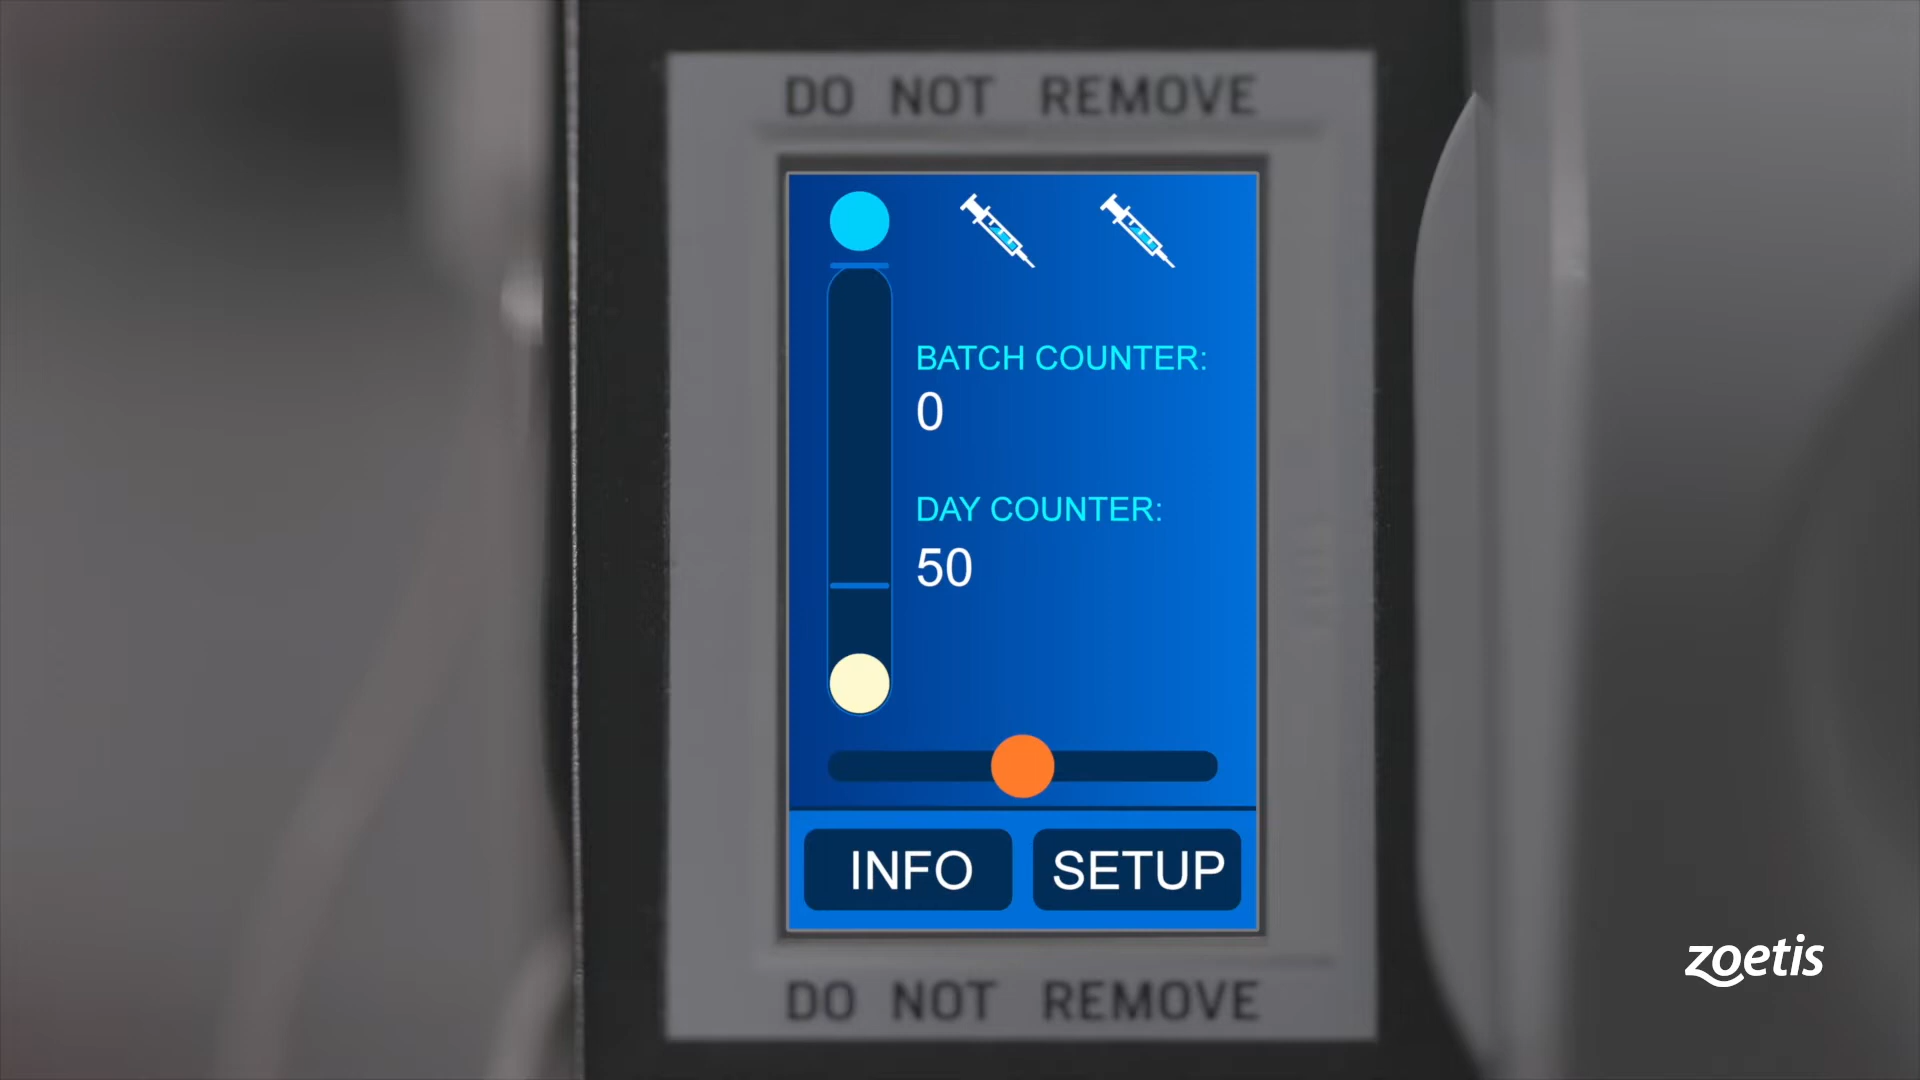 DO NOT REMOVE
BATCH COUNTER:
0
DAY COUNTER:
50
INFO
SETUP
DO NOT REMOVE
zoetis